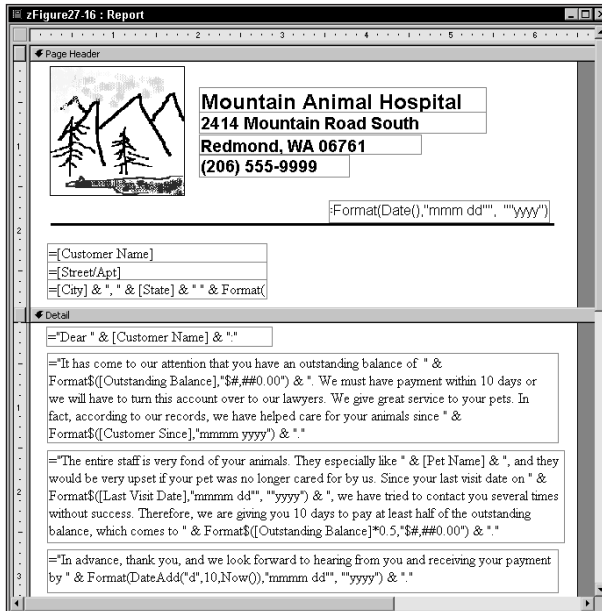 zFigure27-16 : Report
1 2 3 4 5 6
Page Header
Mountain Animal Hospital
2414 Mountain Road South
Redmond, WA 06761
(206) 555-9999
1
:Format(Date(),"mmm dd"", ""yyyy")
2
=[Customer Name]
=[Street/Apt]
=[City] & ", " & [State] & " " & Format(
Detail
="Dear " & [Customer Name] & ":"
="It has come to our attention that you have an outstanding balance of " &
Format$([Outstanding Balance],"$#,##0.00") & ". We must have payment within 10 days or
we will have to turn this account over to our lawyers. We give great service to your pets. In
1
fact, according to our records, we have helped care for your animals since " &
Format$([Customer Since],"mmmm yyyy") & "."
="The entire staff is very fond of your animals. They especially like " & [Pet Name] & ", and they
would be very upset if your pet was no longer cared for by us. Since your last visit date on " &
2
Format$([Last Visit Date],"mmmm dd"", ""yyyy") & ", we have tried to contact you several times
without success. Therefore, we are giving you 10 days to pay at least half of the outstanding
balance, which comes to " & Format$([Outstanding Balance]*0.5,"$#,##0.00") & "."
="In advance, thank you, and we look forward to hearing from you and receiving your payment
3
by " & Format(DateAdd("d",10,Now()),"mmmm dd"", ""yyyy") & "."